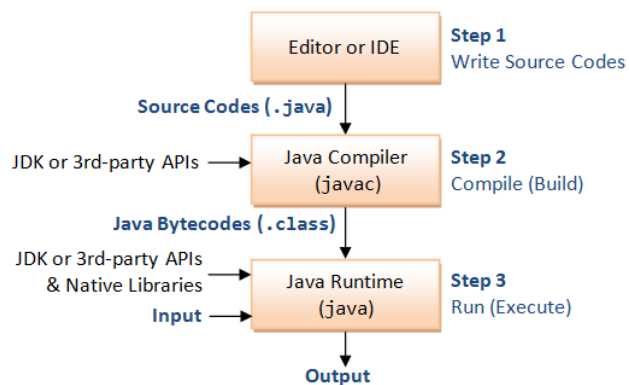 Editor or IDE
Step 1
Write Source Codes
Source Codes (.java)
JDK or 3rd-party APIs
Java Compiler
(javac)
Step 2
Compile (Build)
Java Bytecodes (.class)
JDK or 3rd-party APIs
& Native Libraries
Input
Java Runtime
(java)
Step 3
Run (Execute)
Output